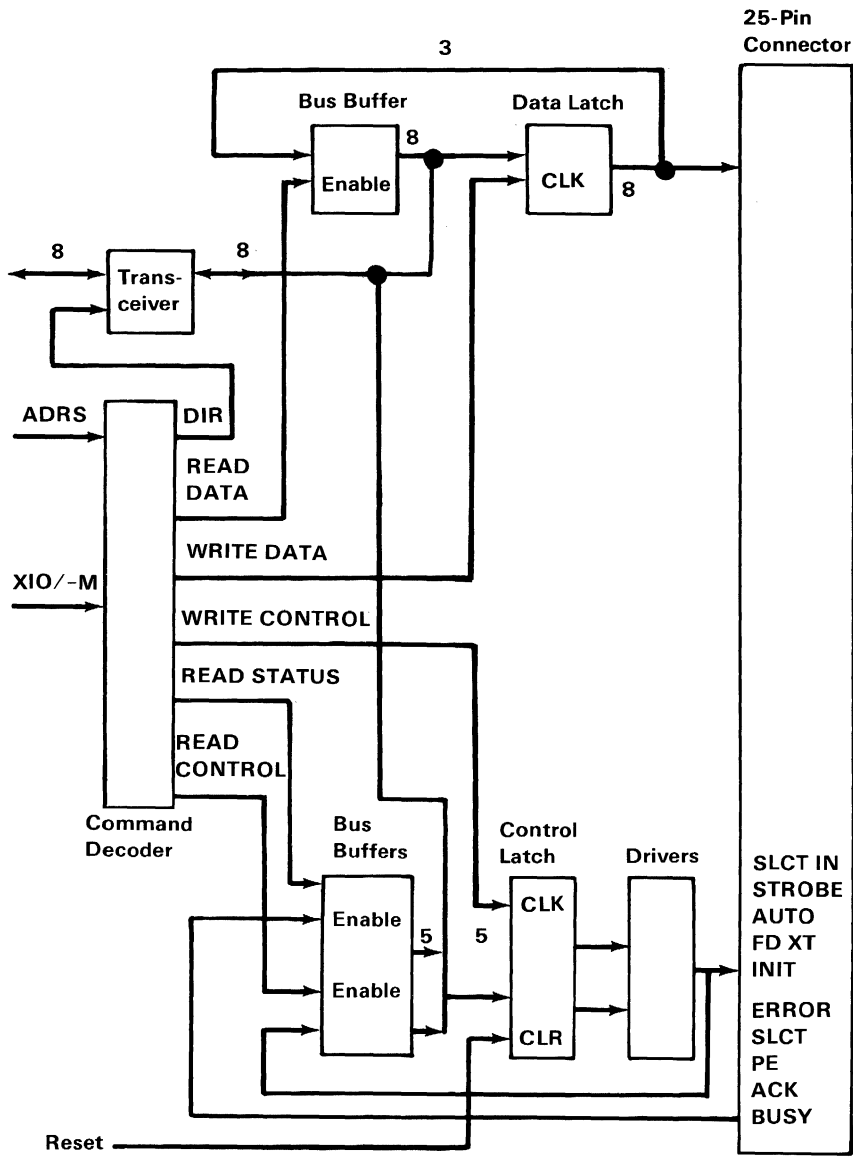 25-Pin
Connector
3
Bus Buffer
Data Latch
8
Enable
CLK
8
8
8
Trans-
ceiver
ADRS
DIR
READ
DATA
WRITE DATA
XIO/-M
WRITE CONTROL
READ STATUS
READ
CONTROL
Command
Decoder
Bus
Buffers
Control
Latch
Drivers
SLCT IN
STROBE
AUTO
FD XT
INIT
CLK
Enable
5
5
Enable
ERROR
SLCT
PE
ACK
BUSY
CLR
Reset